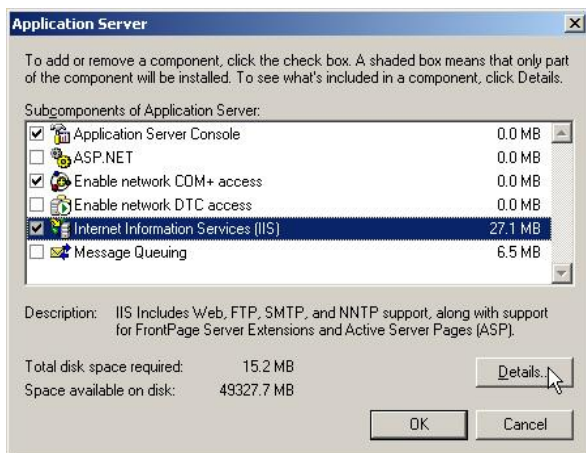 Application Server
To add or remove a component, click the check box. A shaded box means that only part
of the component will be installed. To see what's included in a component, click Details.
Subcomponents of Application Server:
Application Server Console 0.0 MB
ASP.NET 0.0 MB
Enable network COM+ access 0.0 MB
Enable network DTC access 0.0 MB
Internet Information Services (IIS) 27.1 MB
Message Queuing 6.5 MB
Description: IIS Includes Web, FTP, SMTP, and NNTP support, along with support
for FrontPage Server Extensions and Active Server Pages (ASP).
Total disk space required: 15.2 MB
Details...
Space available on disk: 49327.7 MB
OK Cancel